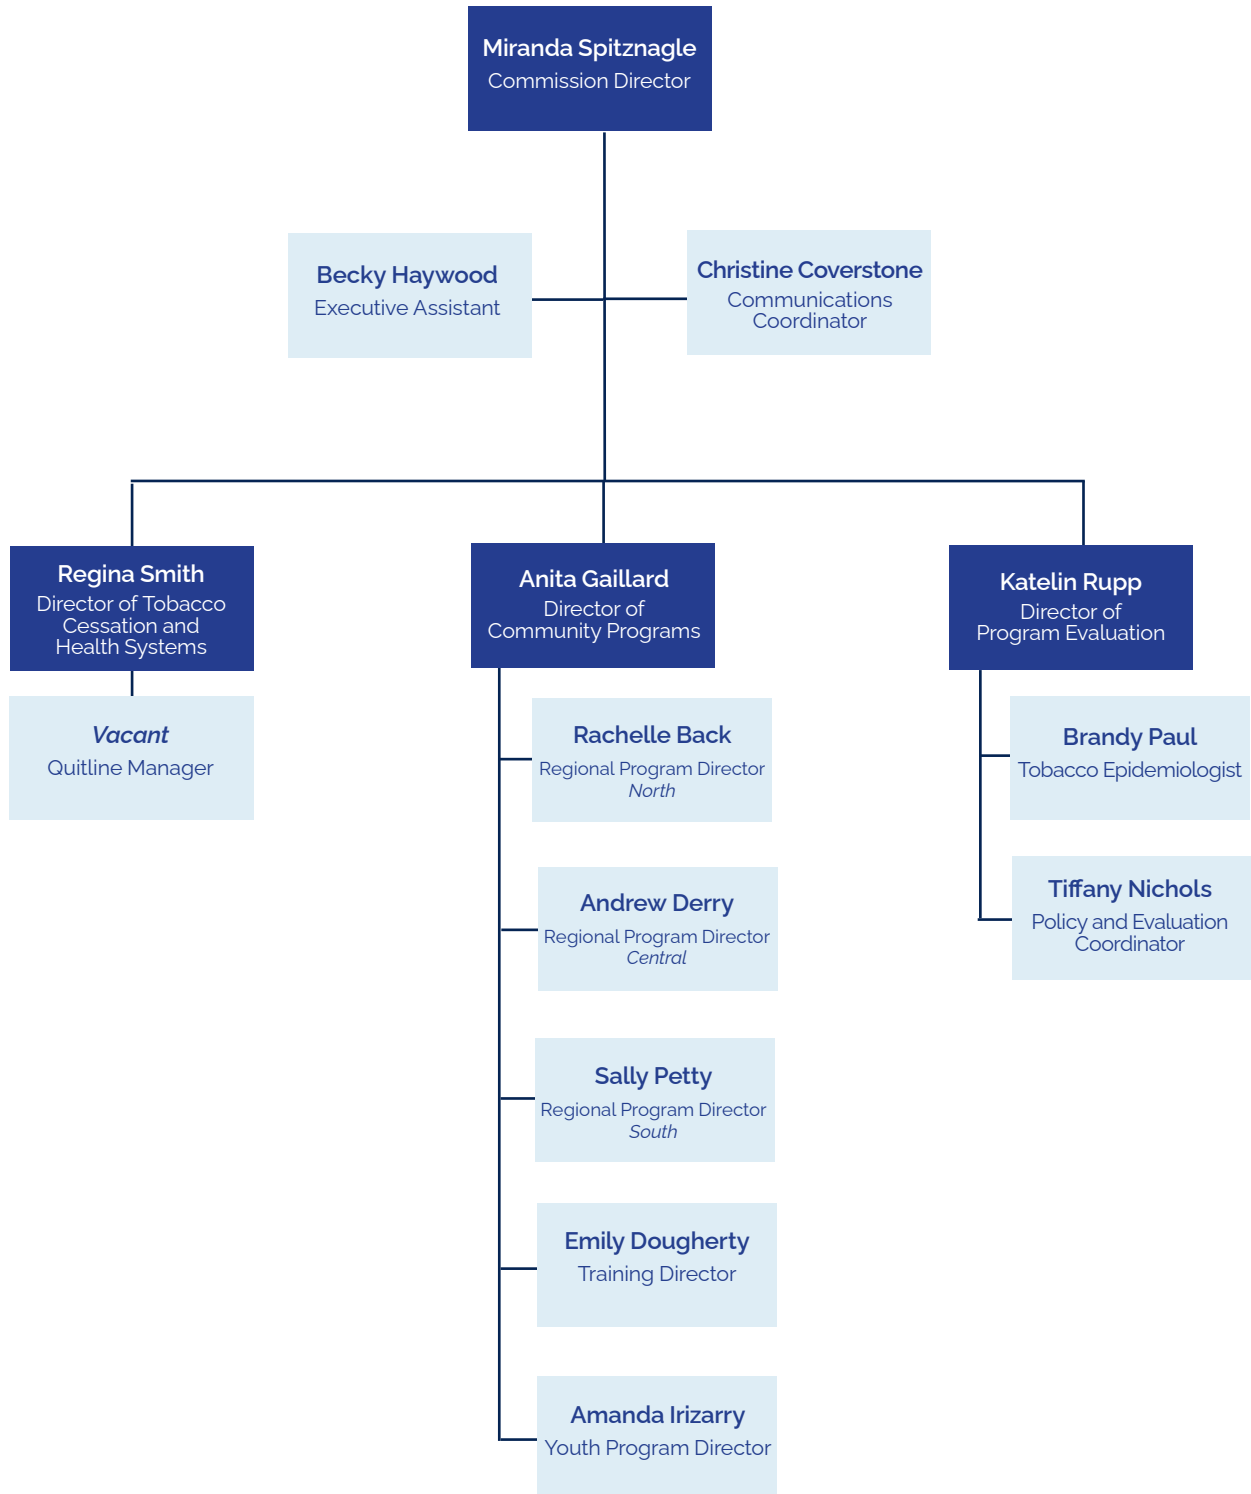 Miranda Spitznagle
Commission Director
Becky Haywood
Executive Assistant
Christine Coverstone
Communications
Coordinator
Regina Smith
Director of Tobacco
Cessation and
Health Systems
Vacant
Quitline Manager
Anita Gaillard
Director of
Community Programs
Rachelle Back
Regional Program Director
North
Andrew Derry
Regional Program Director
Central
Sally Petty
Regional Program Director
South
Emily Dougherty
Training Director
Amanda Irizarry
Youth Program Director
Katelin Rupp
Director of
Program Evaluation
Brandy Paul
Tobacco Epidemiologist
Tiffany Nichols
Policy and Evaluation
Coordinator